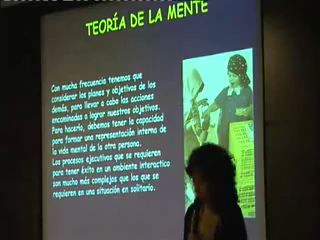 TEORÍA DE LA MENTE
Con mucha frecuencia tenemos que
considerar los planes y objetivos de los
demás, para llevar a cabo las acciones
encaminadas a lograr nuestros objetivos.
Para hacerlo, debemos tener la capacidad
para formar una representación interna de
la vida mental de la otra persona.
Los procesos ejecutivos que se requieren
para tener éxito en un ambiente interactivo
son mucho más complejos que los que se
requieren en una situación en solitario.